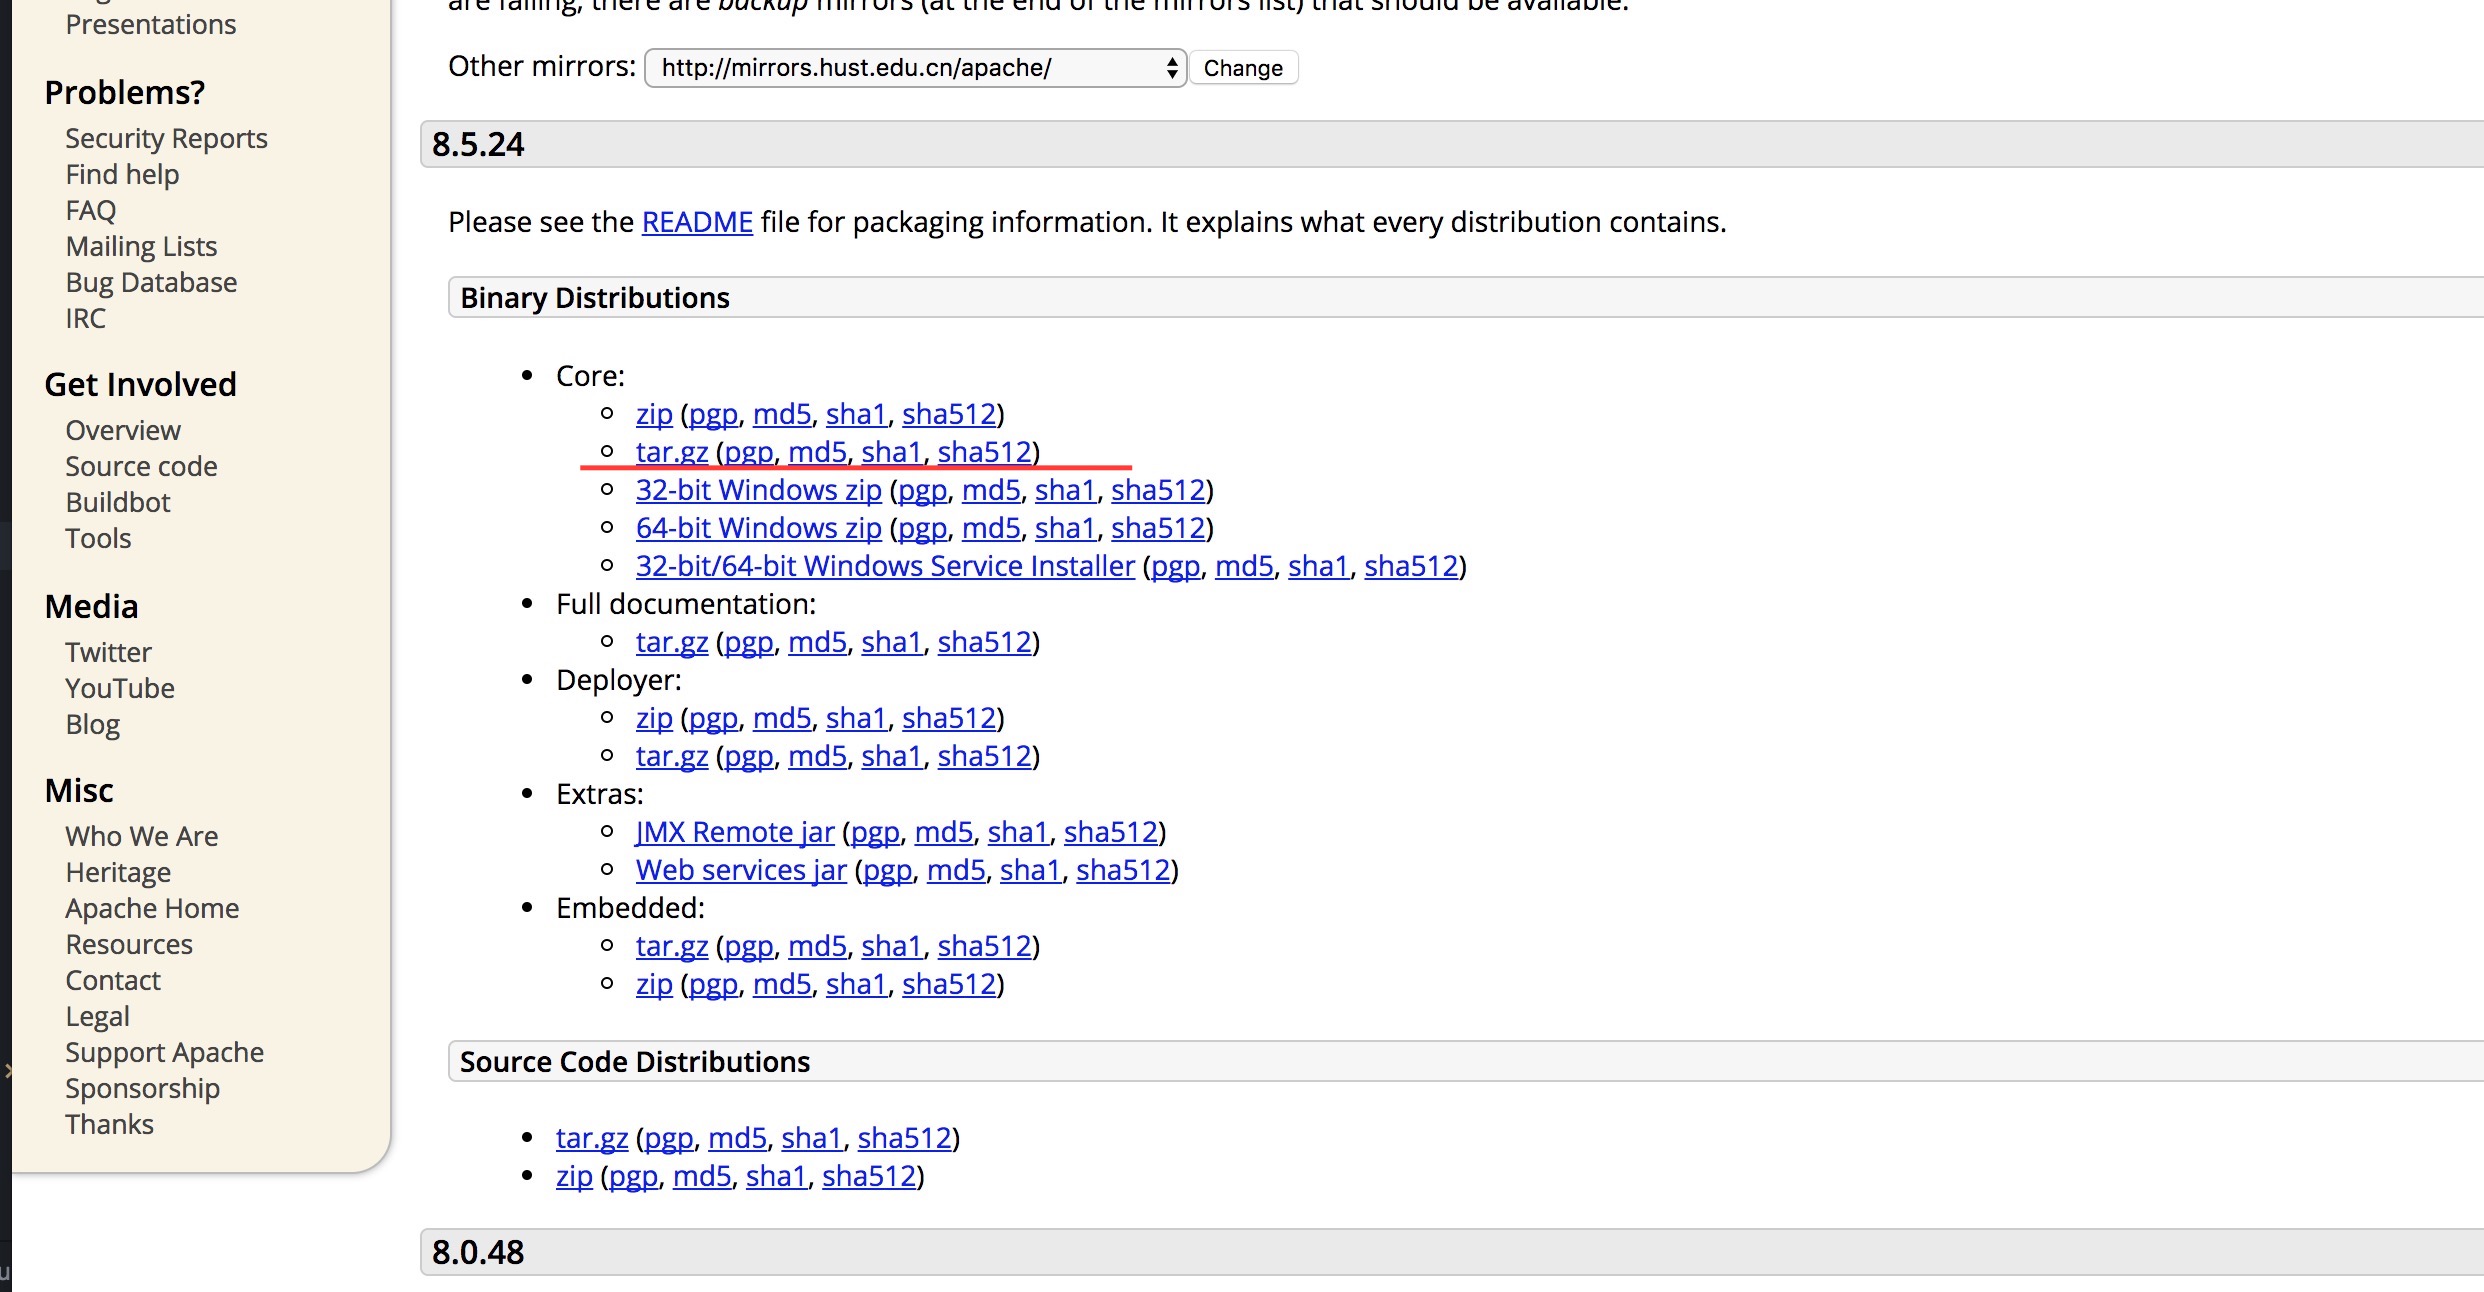 Presentations
Problems?
Security Reports
Find help
FAQ
Mailing Lists
Bug Database
IRC
Get Involved
Overview
Source code
Buildbot
Tools
Media
Twitter
YouTube
Blog
Misc
Who We Are
Heritage
Apache Home
Resources
Contact
Legal
Support Apache
Sponsorship
Thanks
are failing, there are backup mirrors (at the end of the mirrors list) that should be available.
Other mirrors: http://mirrors.hust.edu.cn/apache/ Change
8.5.24
Please see the README file for packaging information. It explains what every distribution contains.
Binary Distributions
Core:
zip (pgp, md5, sha1, sha512)
tar.gz (pgp, md5, sha1, sha512)
32-bit Windows zip (pgp, md5, sha1, sha512)
64-bit Windows zip (pgp, md5, sha1, sha512)
32-bit/64-bit Windows Service Installer (pgp, md5, sha1, sha512)
Full documentation:
tar.gz (pgp, md5, sha1, sha512)
Deployer:
zip (pgp, md5, sha1, sha512)
tar.gz (pgp, md5, sha1, sha512)
Extras:
JMX Remote jar (pgp, md5, sha1, sha512)
Web services jar (pgp, md5, sha1, sha512)
Embedded:
tar.gz (pgp, md5, sha1, sha512)
zip (pgp, md5, sha1, sha512)
Source Code Distributions
tar.gz (pgp, md5, sha1, sha512)
zip (pgp, md5, sha1, sha512)
8.0.48